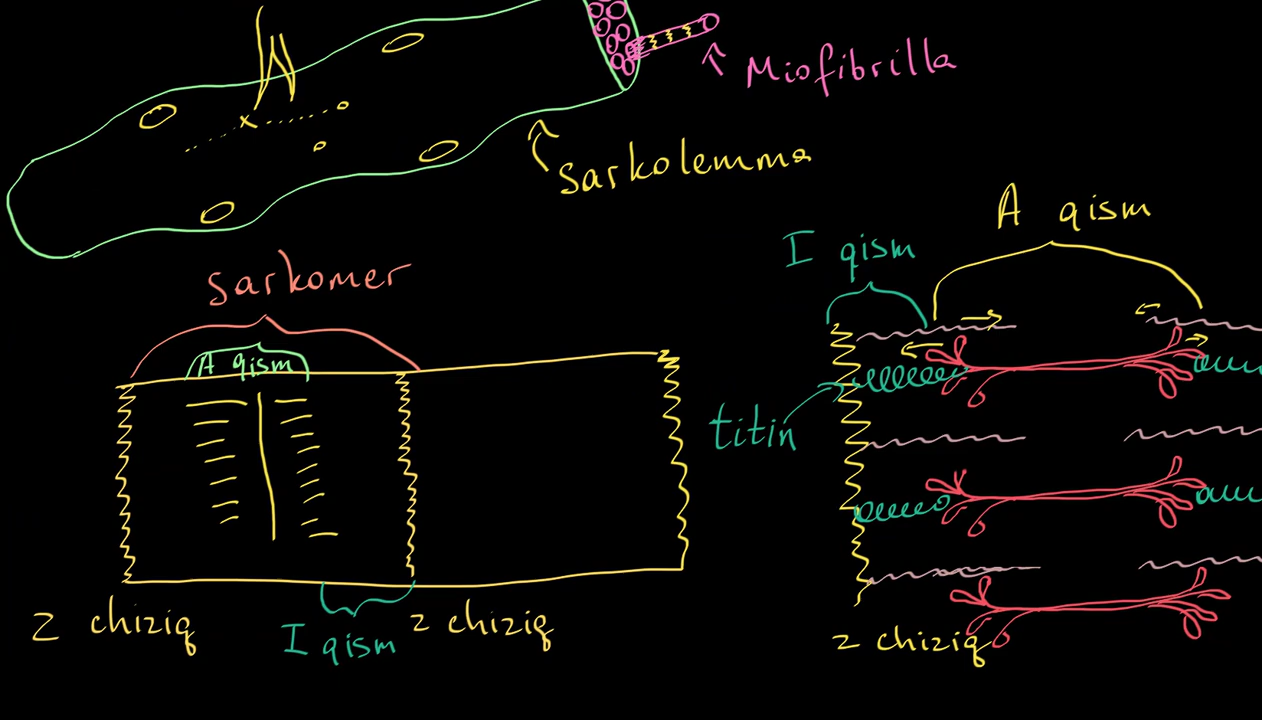 Miofibrilla
Sarkolemma
A qism
I qism
Sarkomer
A qism
titin
Z chiziq
I qism
Z chiziq
Z chiziq